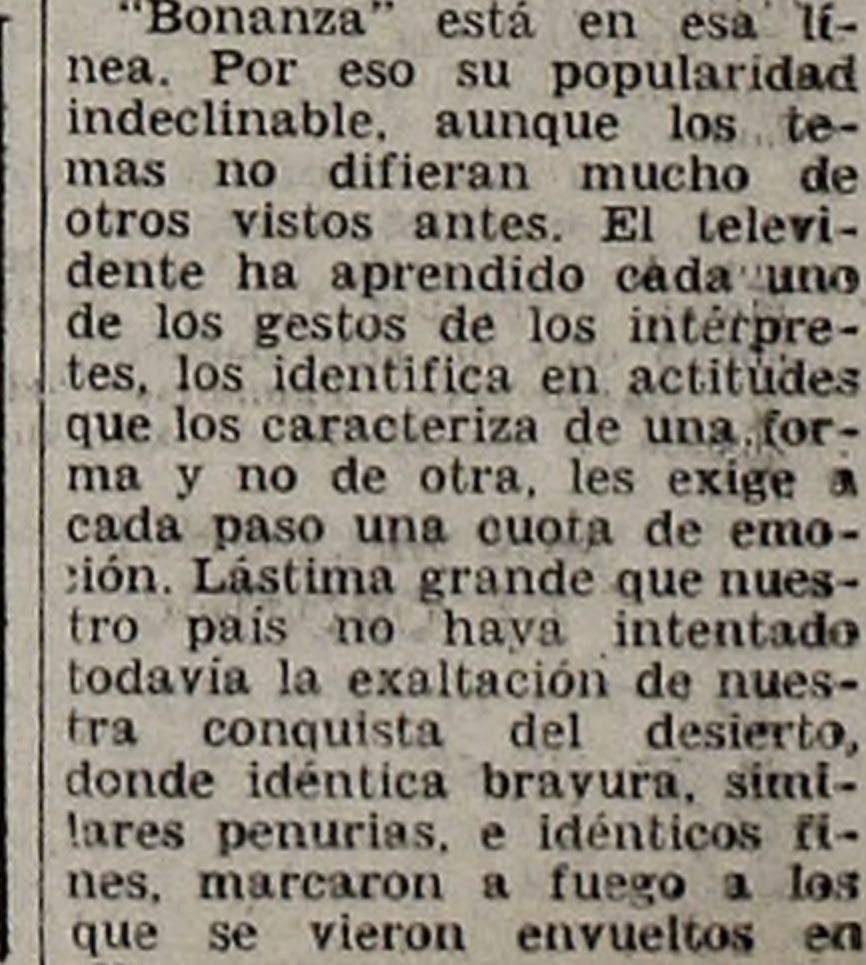 “Bonanza” está en esa lí-
nea. Por eso su popularidad
indeclinable, aunque los te-
mas no difieran mucho de
otros vistos antes. El televi-
dente ha aprendido cada uno
de los gestos de los intérpre-
tes, los identifica en actitudes
que los caracteriza de una for-
ma y no de otra, les exige a
cada paso una cuota de emo-
ción. Lástima grande que nues-
tro país no haya intentado
todavía la exaltación de nues-
tra conquista del desierto,
donde idéntica bravura, simi-
lares penurias, e idénticos fi-
nes, marcaron a fuego a los
que se vieron envueltos en